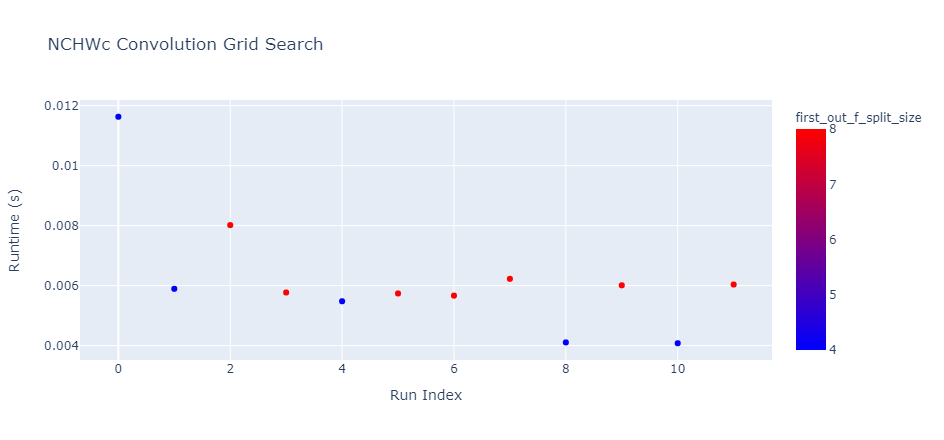 NCHWc Convolution Grid Search
first_out_f_split_size
Runtime (s)
0.012
0.01
0.008
0.006
0.004
0 2 4 6 8 10
Run Index
8
7
6
5
4